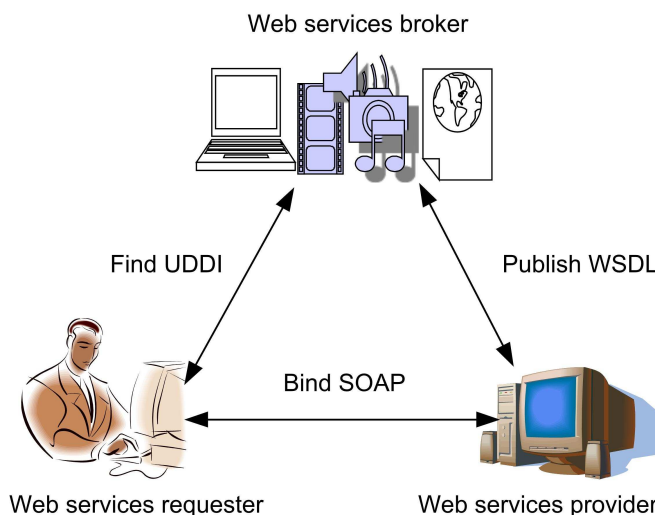 Web services broker
Find UDDI
Publish WSDL
Bind SOAP
Web services requester
Web services provider